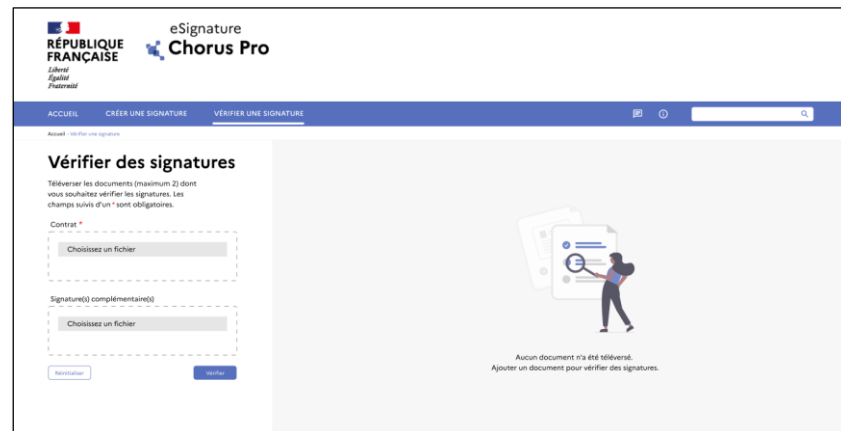 RÉPUBLIQUE
FRANÇAISE
Liberté
Égalité
Fraternité
eSignature
Chorus Pro
ACCUEIL CRÉER UNE SIGNATURE VÉRIFIER UNE SIGNATURE
Accueil - Vérifier une signature
Vérifier des signatures
Téléverser les documents (maximum 2) dont
vous souhaitez vérifier les signatures. Les
champs suivis d'un * sont obligatoires.
Contrat *
Choisissez un fichier
Signature(s) complémentaire(s)
Choisissez un fichier
Réinitialiser Vérifier
Aucun document n'a été téléversé.
Ajouter un document pour vérifier des signatures.